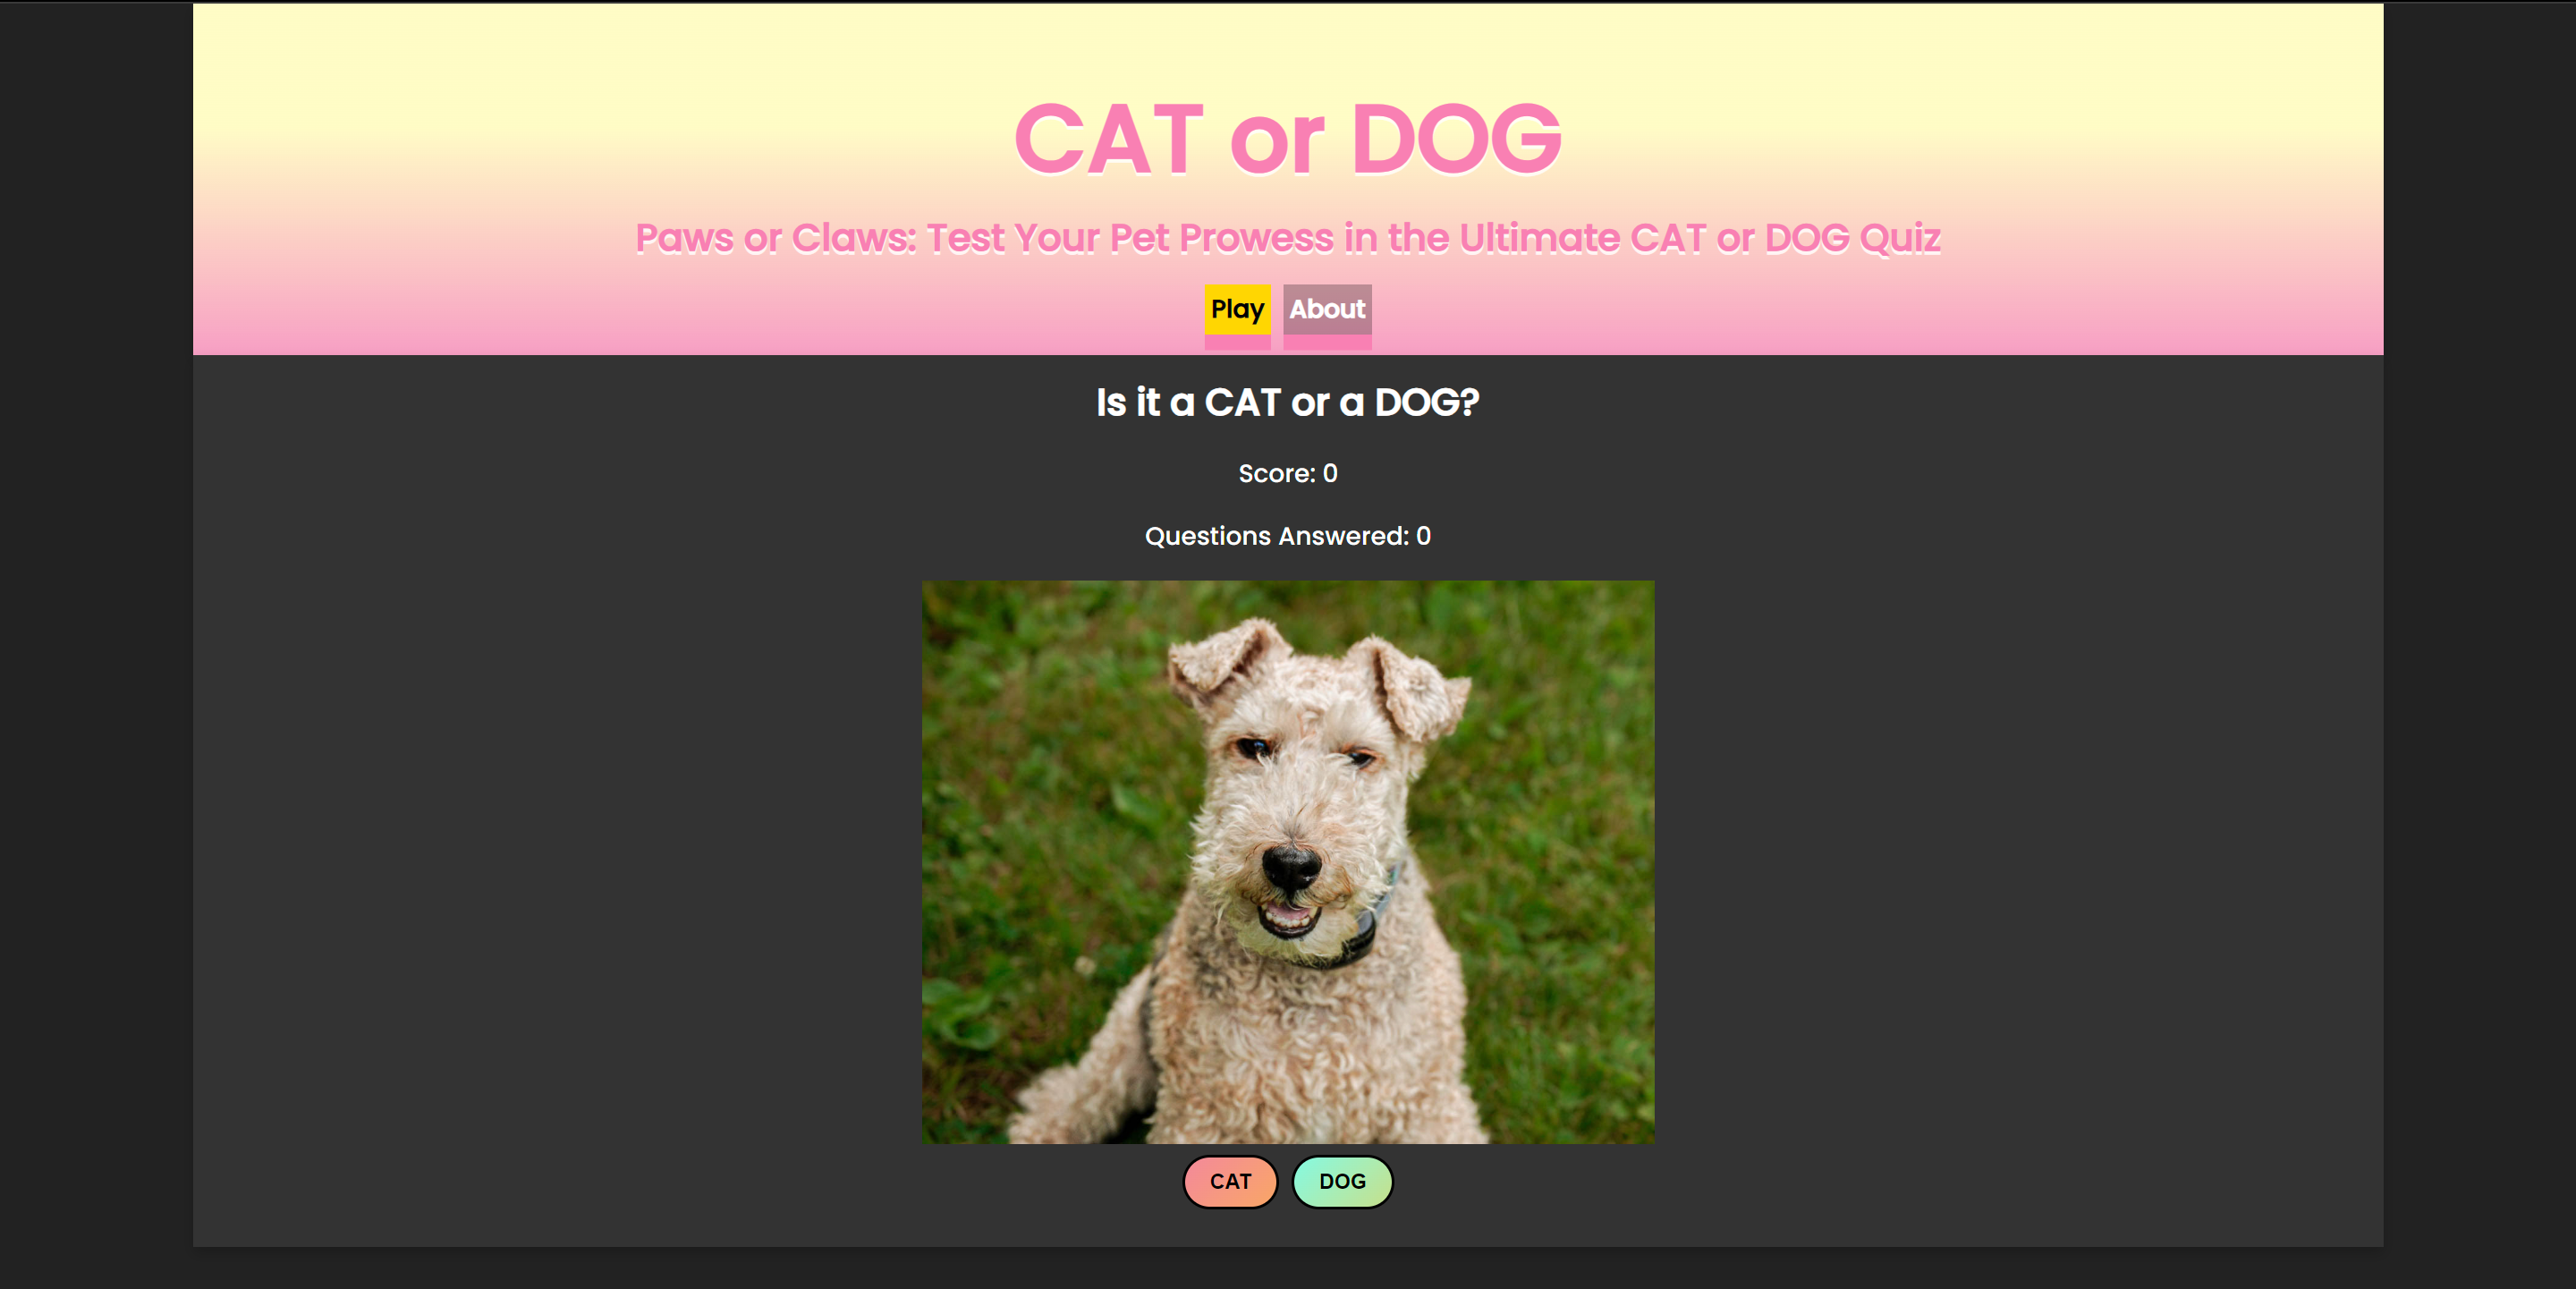 CAT or DOG
Paws or Claws: Test Your Pet Prowess in the Ultimate CAT or DOG Quiz
Play About
Is it a CAT or a DOG?
Score: 0
Questions Answered: 0
CAT DOG